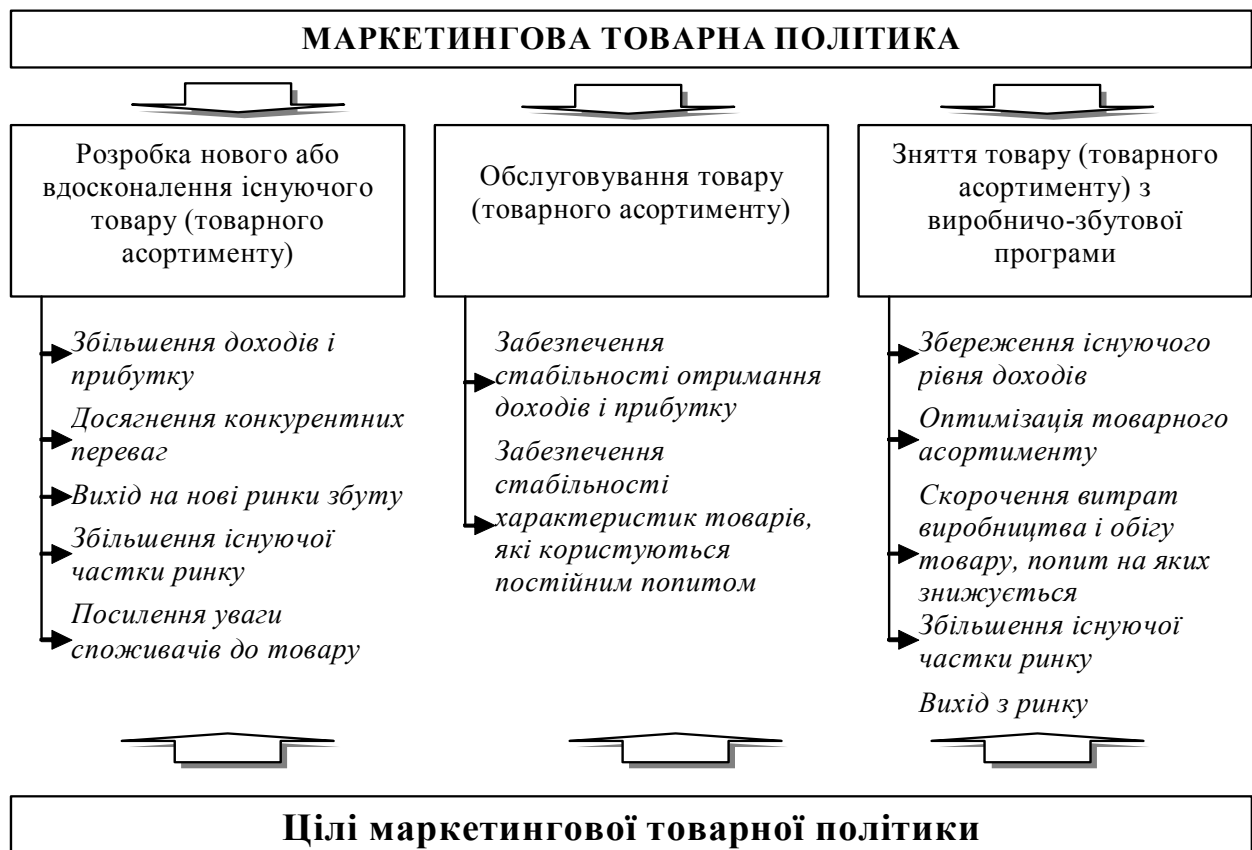 МАРКЕТИНГОВА ТОВАРНА ПОЛІТИКА
Розробка нового або
вдосконалення існуючого
товару (товарного
асортименту)
Збільшення доходів і
прибутку
Досягнення конкурентних
переваг
Вихід на нові ринки збуту
Збільшення існуючої
частки ринку
Посилення уваги
споживачів до товару
Обслуговування товару
(товарного асортименту)
Забезпечення
стабільності отримання
доходів і прибутку
Забезпечення
стабільності
характеристик товарів,
які користуються
постійним попитом
Зняття товару (товарного
асортименту) з
виробничо-збутової
програми
Збереження існуючого
рівня доходів
Оптимізація товарного
асортименту
Скорочення витрат
виробництва і обігу
товару, попит на яких
знижується
Збільшення існуючої
частки ринку
Вихід з ринку
Цілі маркетингової товарної політики